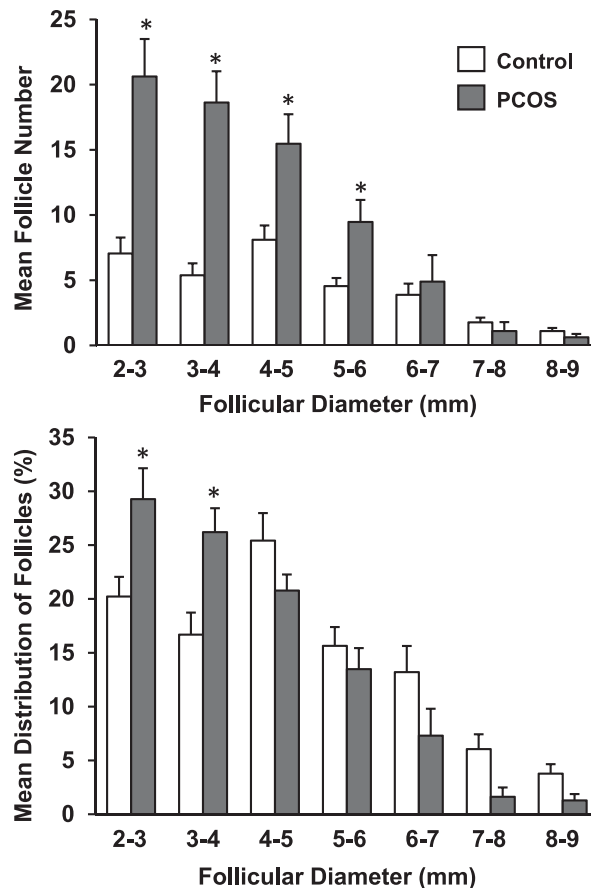 Mean Follicle Number
25
20
15
10
5
0
* * * *
Control
PCOS
2-3 3-4 4-5 5-6 6-7 7-8 8-9
Follicular Diameter (mm)
Mean Distribution of Follicles (%)
35
30
25
20
15
10
5
0
* *
2-3 3-4 4-5 5-6 6-7 7-8 8-9
Follicular Diameter (mm)